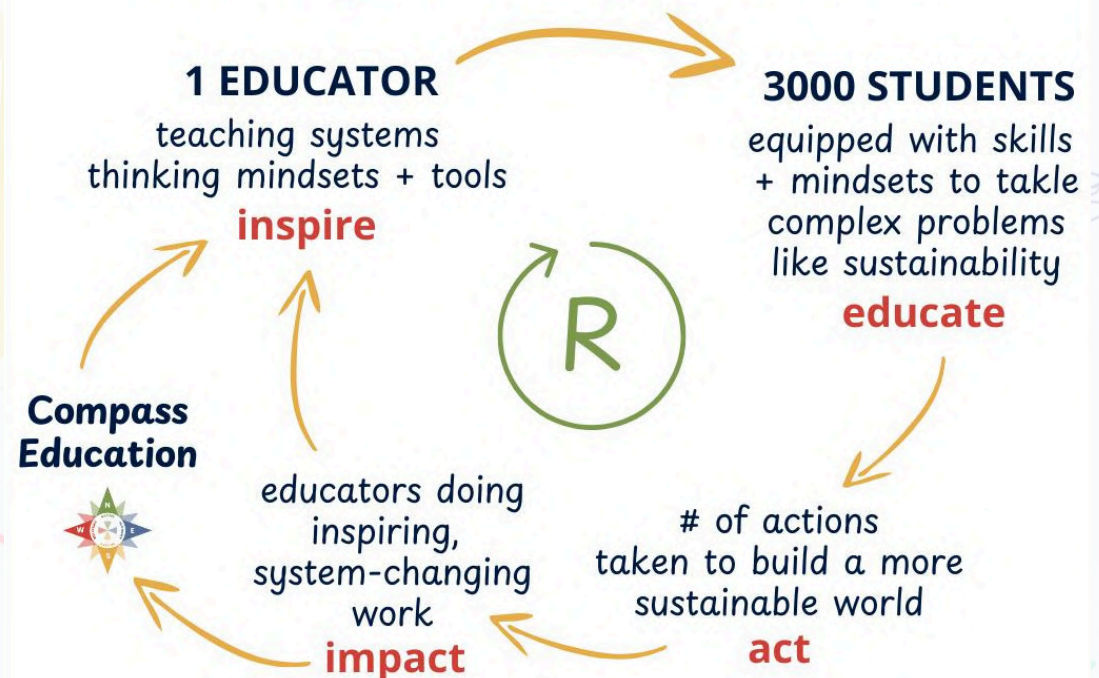 1 EDUCATOR
teaching systems
thinking mindsets + tools
inspire
3000 STUDENTS
equipped with skills
+ mindsets to takle
complex problems
like sustainability
educate
R
# of actions
taken to build a more
sustainable world
act
educators doing
inspiring,
system-changing
work
impact
Compass
Education
N
W
E
S